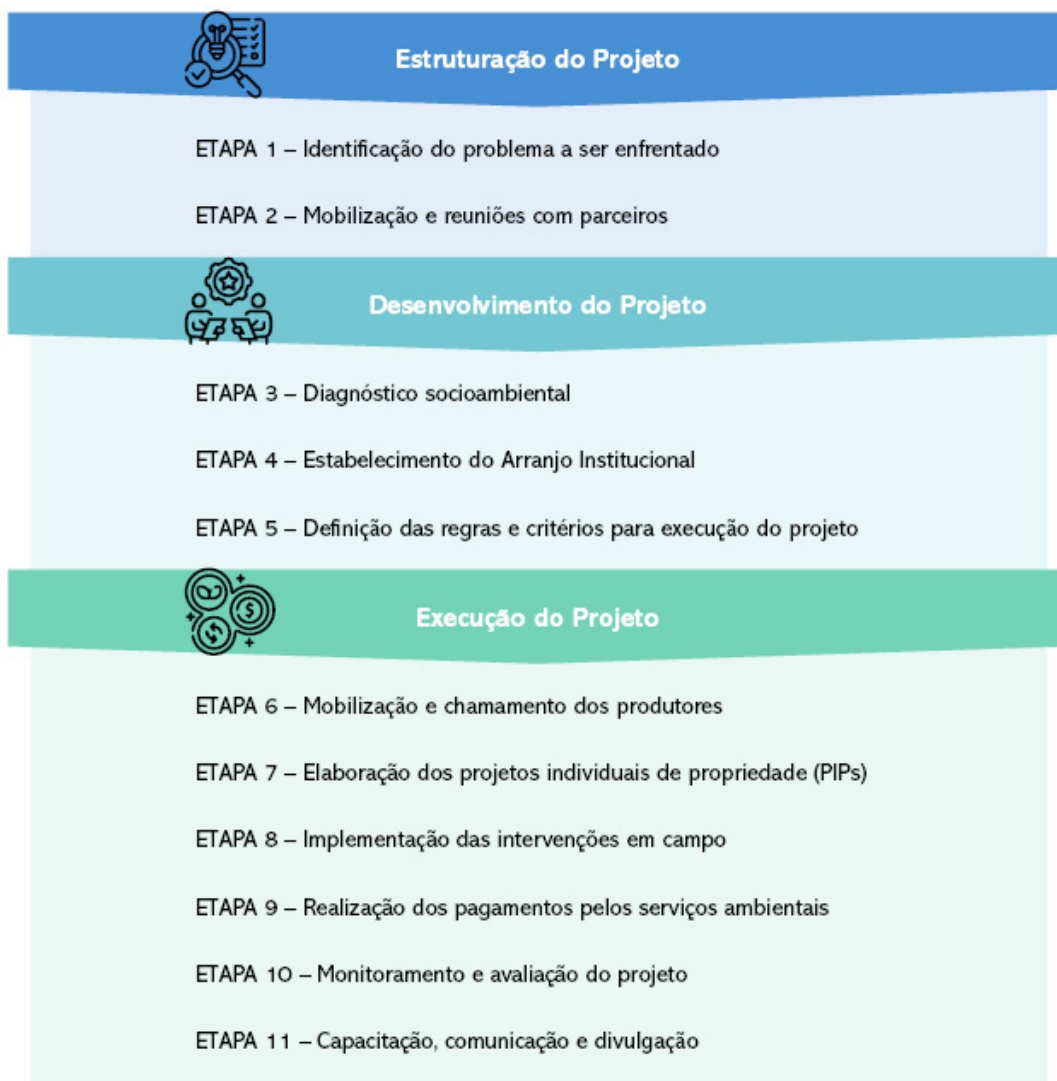 Estruturação do Projeto
ETAPA 1 – Identificação do problema a ser enfrentado
ETAPA 2 – Mobilização e reuniões com parceiros
Desenvolvimento do Projeto
ETAPA 3 – Diagnóstico socioambiental
ETAPA 4 – Estabelecimento do Arranjo Institucional
ETAPA 5 – Definição das regras e critérios para execução do projeto
$
Execução do Projeto
ETAPA 6 – Mobilização e chamamento dos produtores
ETAPA 7 – Elaboração dos projetos individuais de propriedade (PIPs)
ETAPA 8 – Implementação das intervenções em campo
ETAPA 9 – Realização dos pagamentos pelos serviços ambientais
ETAPA 10 – Monitoramento e avaliação do projeto
ETAPA 11 – Capacitação, comunicação e divulgação